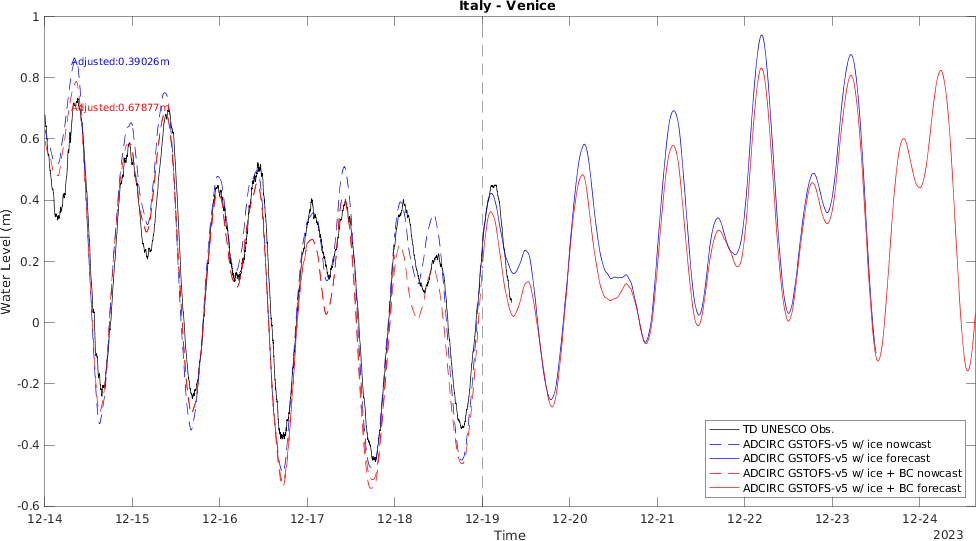 Italy - Venice
1
0.8
0.6
0.4
0.2
0
-0.2
-0.4
-0.6
Water Level (m)
Adjusted:0.39026m
Adjusted:0.67877m
TD UNESCO Obs.
ADCIRC GSTOFS-v5 w/ ice nowcast
ADCIRC GSTOFS-v5 w/ ice forecast
ADCIRC GSTOFS-v5 w/ ice + BC nowcast
ADCIRC GSTOFS-v5 w/ ice + BC forecast
12-14 12-15 12-16 12-17 12-18 12-19 12-20 12-21 12-22 12-23 12-24
Time
2023